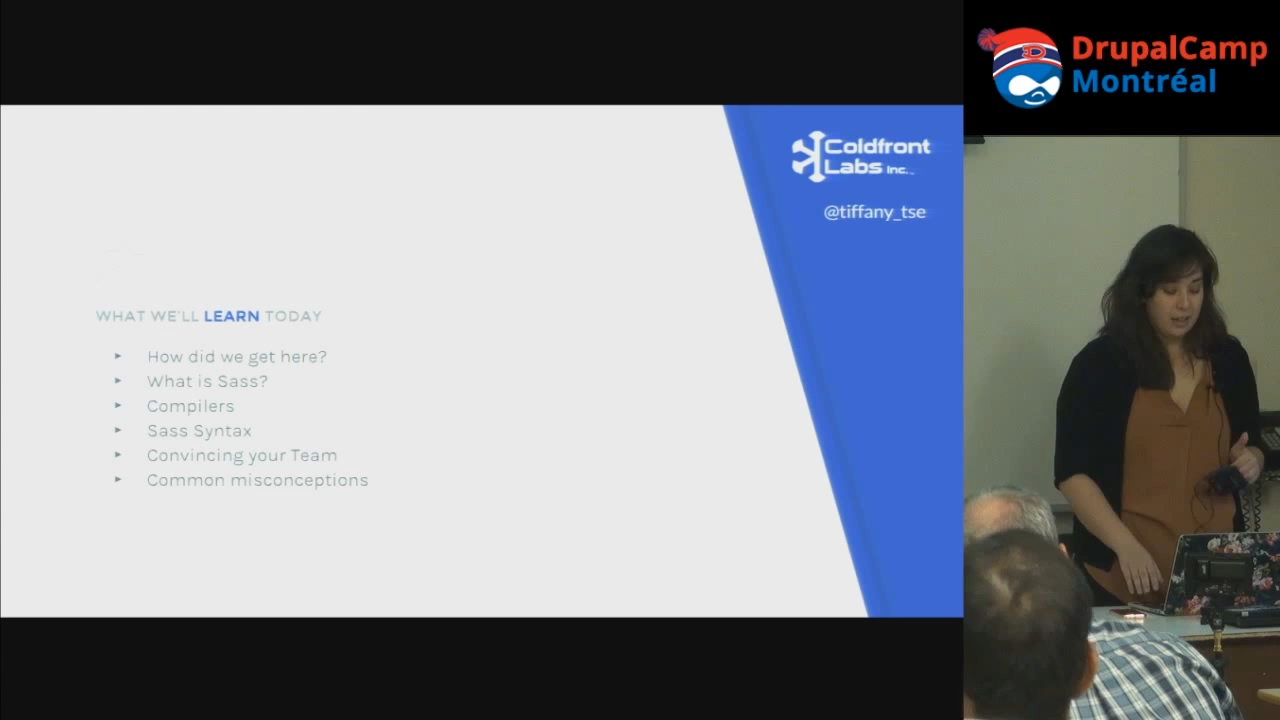 DrupalCamp
Montréal
Coldfront
Labs Inc.
@tiffany_tse
WHAT WE'LL LEARN TODAY
▸ How did we get here?
▸ What is Sass?
▸ Compilers
▸ Sass Syntax
▸ Convincing your Team
▸ Common misconceptions